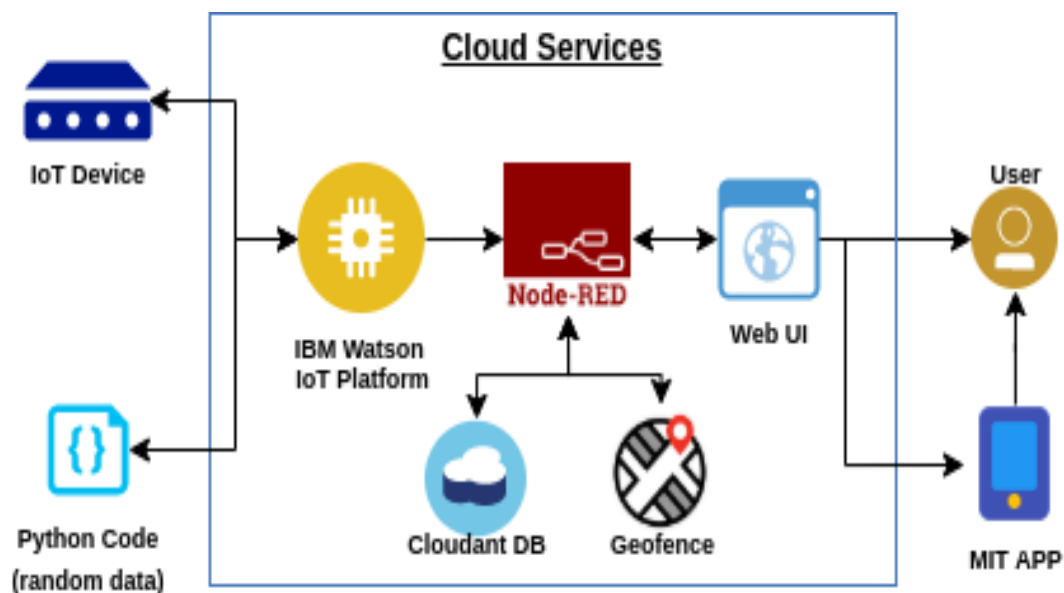 Cloud Services
IoT Device
User
Node-RED
Web UI
IBM Watson
IoT Platform
{}
Cloudant DB
Geofence
Python Code
(random data)
MIT APP